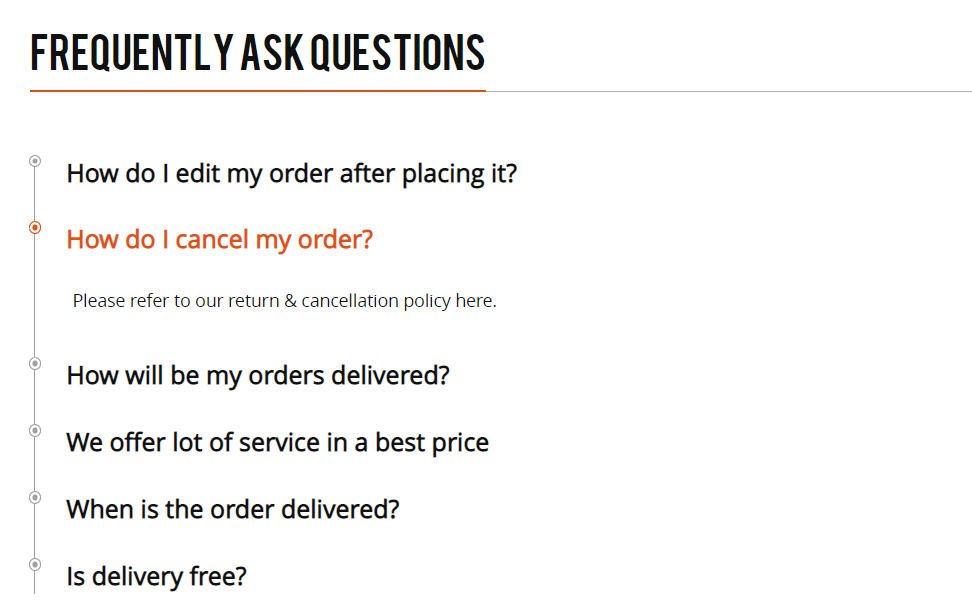 FREQUENTLY ASK QUESTIONS
How do I edit my order after placing it?
How do I cancel my order?
Please refer to our return & cancellation policy here.
How will be my orders delivered?
We offer lot of service in a best price
When is the order delivered?
Is delivery free?